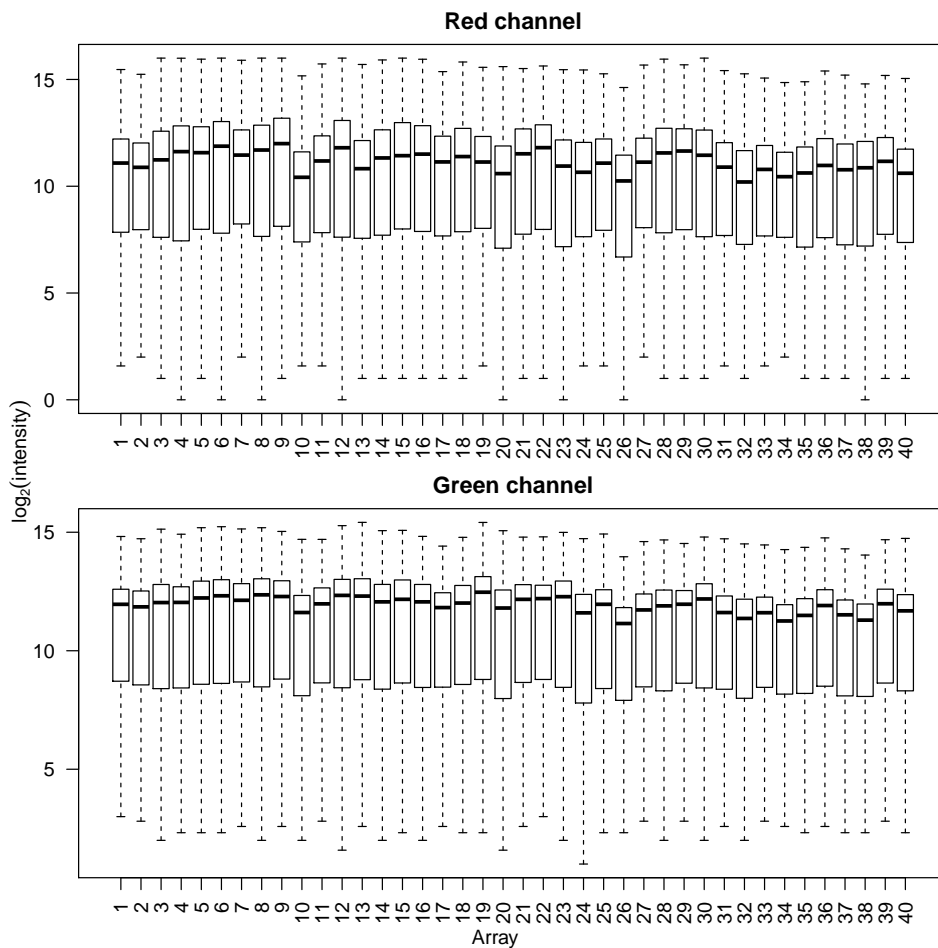 Red channel
15
10
5
0
1 2 3 4 5 6 7 8 9 10 11 12 13 14 15 16 17 18 19 20 21 22 23 24 25 26 27 28 29 30 31 32 33 34 35 36 37 38 39 40
log₂(intensity)
Green channel
15
10
5
1 2 3 4 5 6 7 8 9 10 11 12 13 14 15 16 17 18 19 20 21 22 23 24 25 26 27 28 29 30 31 32 33 34 35 36 37 38 39 40
Array